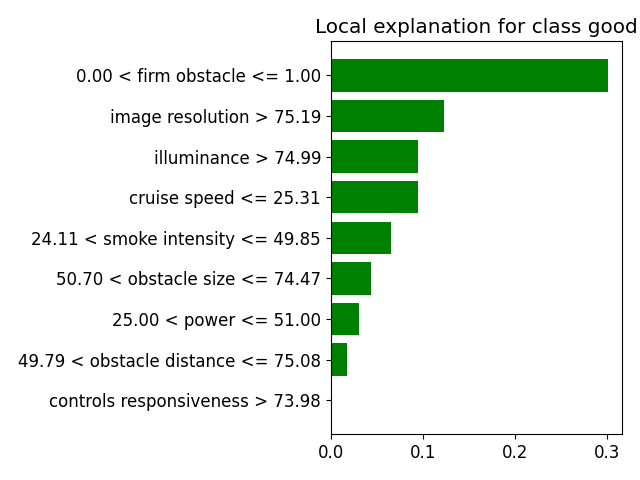 Local explanation for class good
0.00 < firm obstacle <= 1.00
image resolution > 75.19
illuminance > 74.99
cruise speed <= 25.31
24.11 < smoke intensity <= 49.85
50.70 < obstacle size <= 74.47
25.00 < power <= 51.00
49.79 < obstacle distance <= 75.08
controls responsiveness > 73.98
0.0 0.1 0.2 0.3